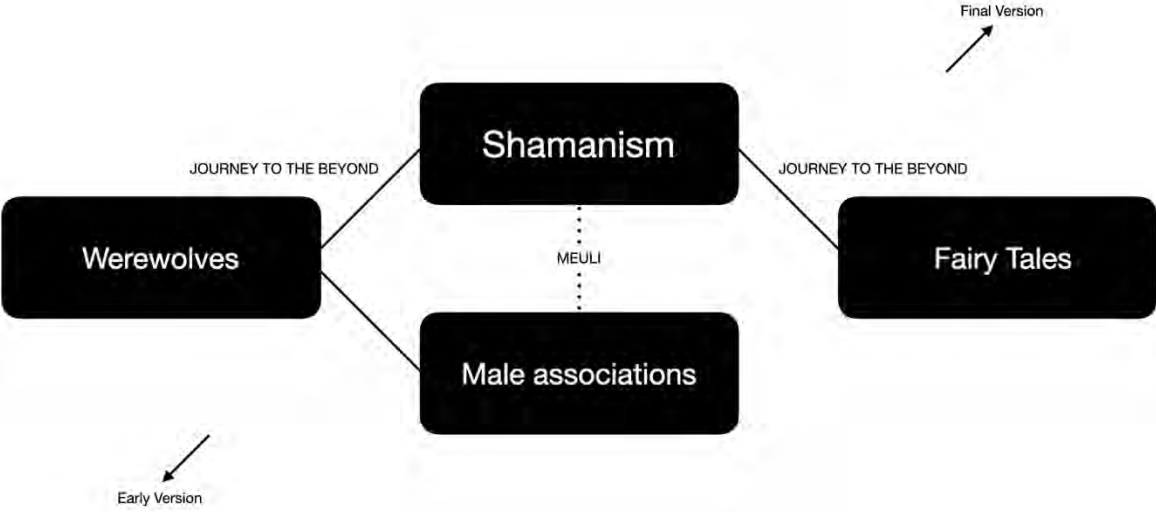 Final Version
Shamanism
JOURNEY TO THE BEYOND
JOURNEY TO THE BEYOND
Werewolves
MEULI
Fairy Tales
Male associations
Early Version